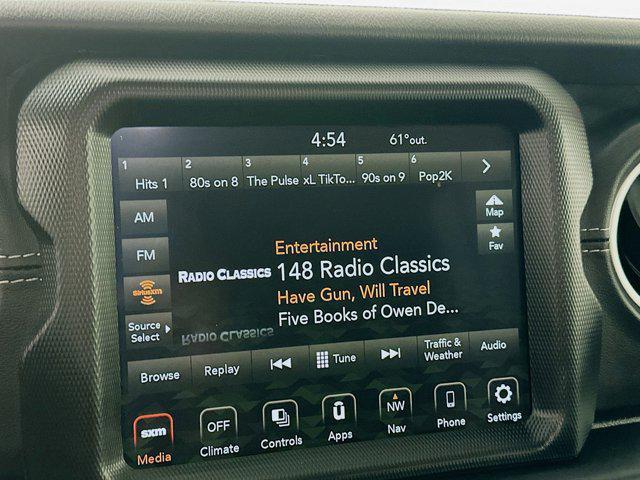 4:54 61°out.
1 Hits 1
2 80s on 8
3 The Pulse
4 xL TikTo...
5 90s on 9
6 Pop2K
AM
FM
SiriusXM
Source
Select
Map
Fav
Entertainment
RADIO CLASSICS
148 Radio Classics
Have Gun, Will Travel
Five Books of Owen De...
RADIO CLASSICS
Browse
Replay
Tune
Traffic &
Weather
Audio
sxm
Media
OFF
Climate
Controls
Apps
NW
Nav
Phone
Settings